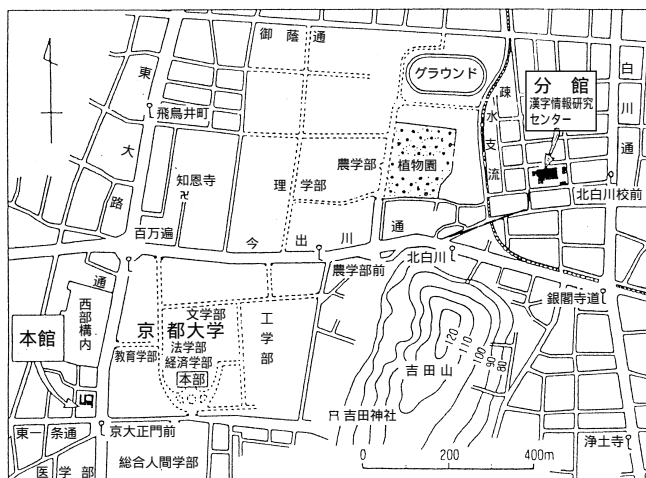 御蔭通
グラウンド
東大路通
飛鳥井町
疎水支流
分館
漢字情報研究
センター
白川通
農学部
植物園
知恩寺
理学部
北白川校前
百万遍
今出川通
農学部前
北白川
銀閣寺道
西部構内
文学部
京都大学
工学部
本館
教育学部
法学部
経済学部
本部
120
110
100
90
80
吉田山
吉田神社
東一条通
京大正門前
浄土寺
医学部
総合人間学部
0 200 400m